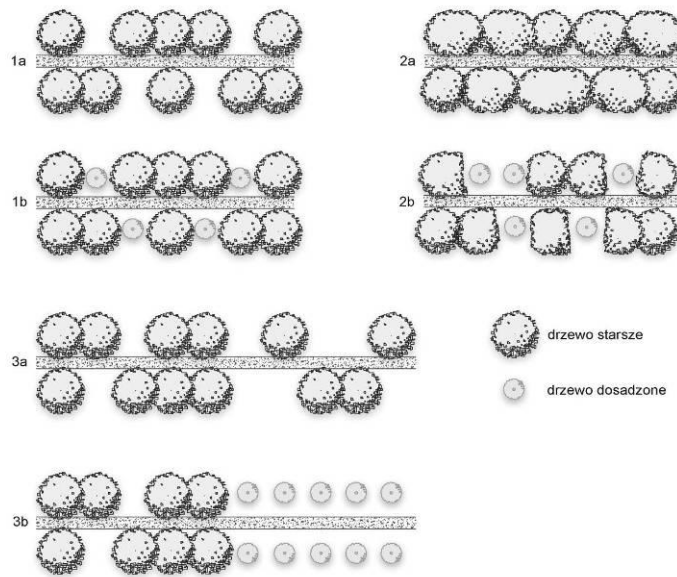 1a
2a
1b
2b
3a
drzewo starsze
drzewo dosadzone
3b